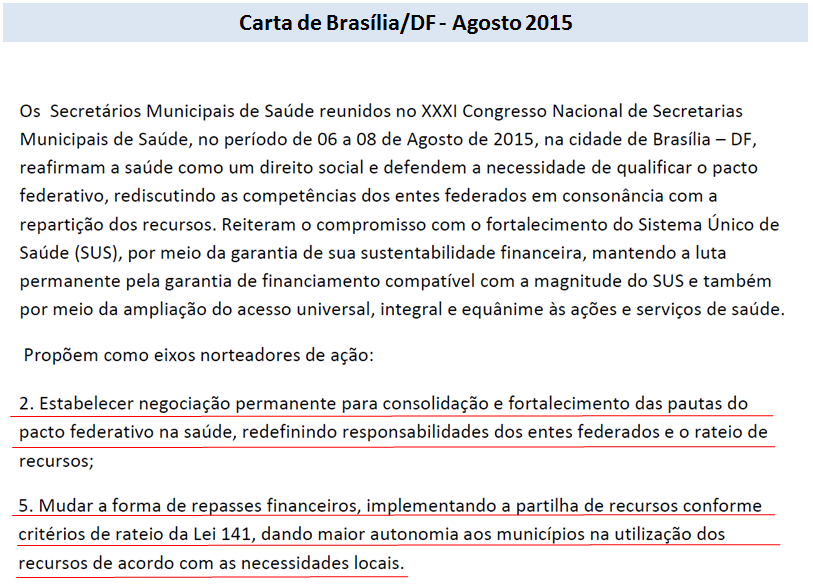 Carta de Brasília/DF - Agosto 2015
Os Secretários Municipais de Saúde reunidos no XXXI Congresso Nacional de Secretarias
Municipais de Saúde, no período de 06 a 08 de Agosto de 2015, na cidade de Brasília – DF,
reafirmam a saúde como um direito social e defendem a necessidade de qualificar o pacto
federativo, rediscutindo as competências dos entes federados em consonância com a
repartição dos recursos. Reiteram o compromisso com o fortalecimento do Sistema Único de
Saúde (SUS), por meio da garantia de sua sustentabilidade financeira, mantendo a luta
permanente pela garantia de financiamento compatível com a magnitude do SUS e também
por meio da ampliação do acesso universal, integral e equânime às ações e serviços de saúde.
Propõem como eixos norteadores de ação:
2. Estabelecer negociação permanente para consolidação e fortalecimento das pautas do
pacto federativo na saúde, redefinindo responsabilidades dos entes federados e o rateio de
recursos;
5. Mudar a forma de repasses financeiros, implementando a partilha de recursos conforme
critérios de rateio da Lei 141, dando maior autonomia aos municípios na utilização dos
recursos de acordo com as necessidades locais.